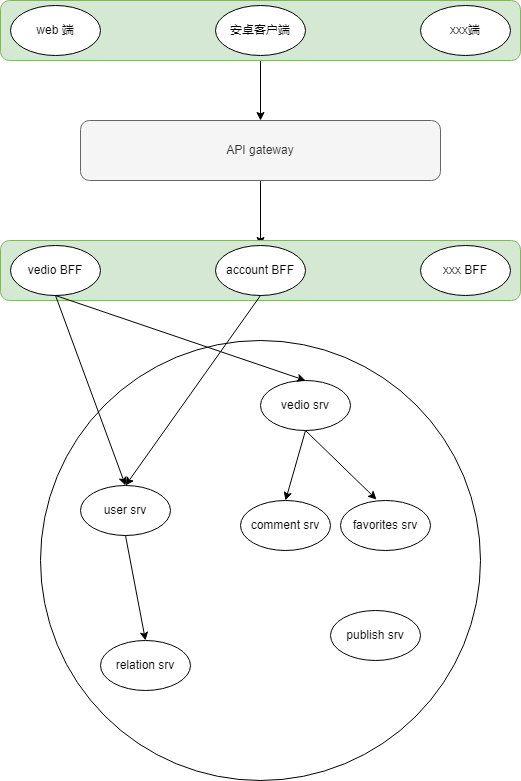 web 端
安卓客户端
xxx端
API gateway
vedio BFF
account BFF
xxx BFF
vedio srv
user srv
comment srv
favorites srv
publish srv
relation srv